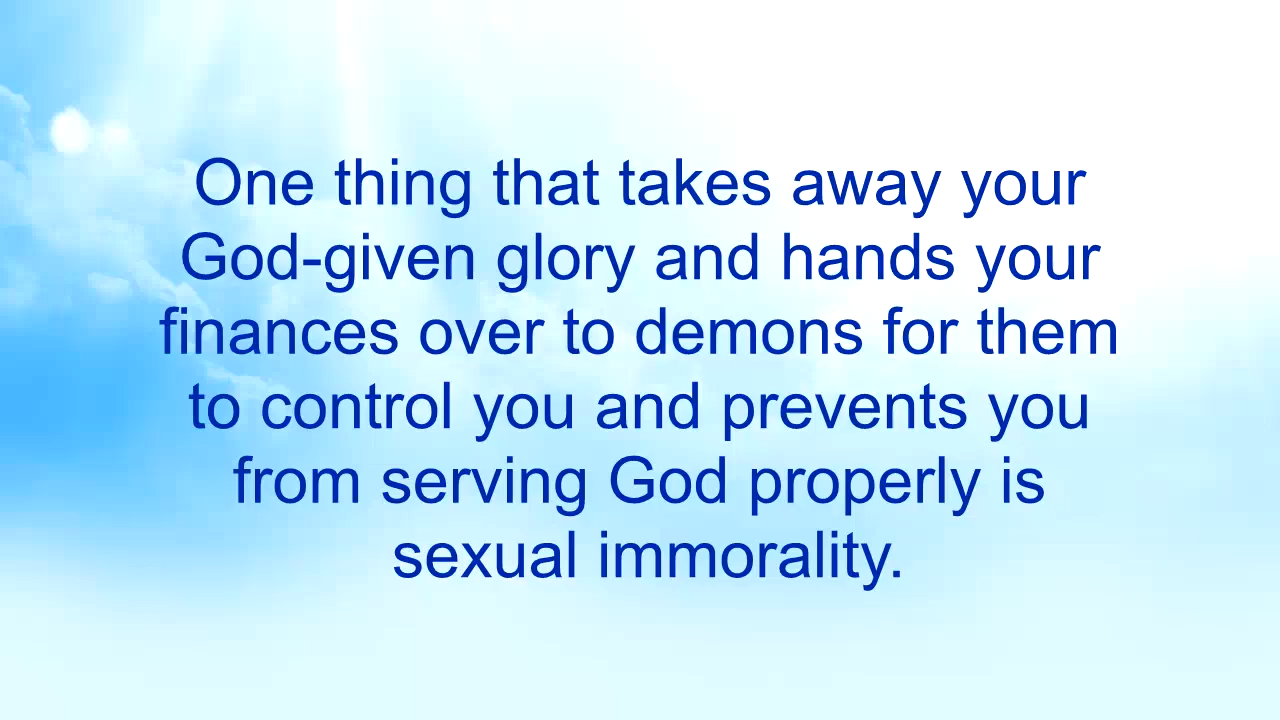 One thing that takes away your
God-given glory and hands your
finances over to demons for them
to control you and prevents you
from serving God properly is
sexual immorality.